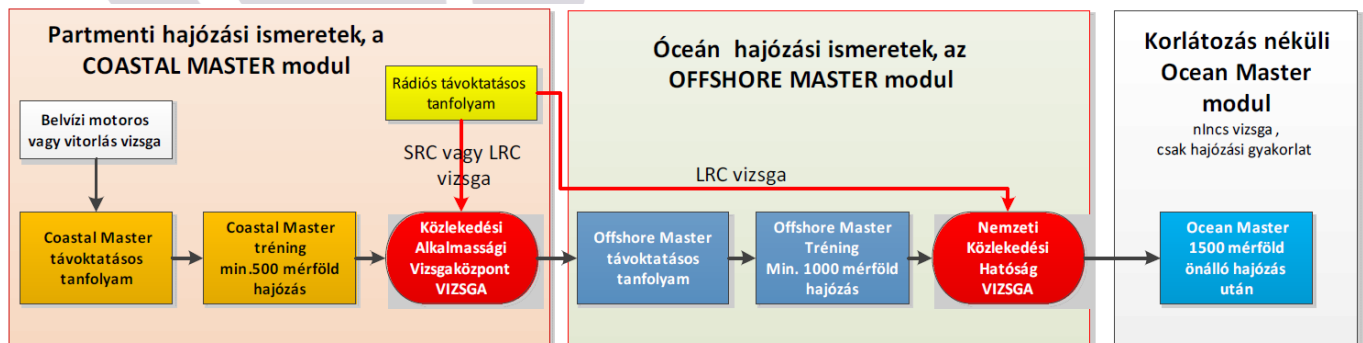 Partmenti hajózási ismeretek, a
COASTAL MASTER modul
Rádiós távoktatásos
tanfolyam
Belvízi motoros
vagy vitorlás vizsga
SRC vagy LRC
vizsga
Coastal Master
távoktatásos
tanfolyam
Coastal Master
tréning
min.500 mérföld
hajózás
Közlekedési
Alkalmassági
Vizsgaközpont
VIZSGA
Óceán hajózási ismeretek, az
OFFSHORE MASTER modul
LRC vizsga
Offshore Master
távoktatásos
tanfolyam
Offshore Master
Tréning
Min. 1000 mérföld
hajózás
Nemzeti
Közlekedési
Hatóság
VIZSGA
Korlátozás néküli
Ocean Master
modul
nIncs vizsga ,
csak hajózási gyakorlat
Ocean Master
1500 mérföld
önálló hajózás
után